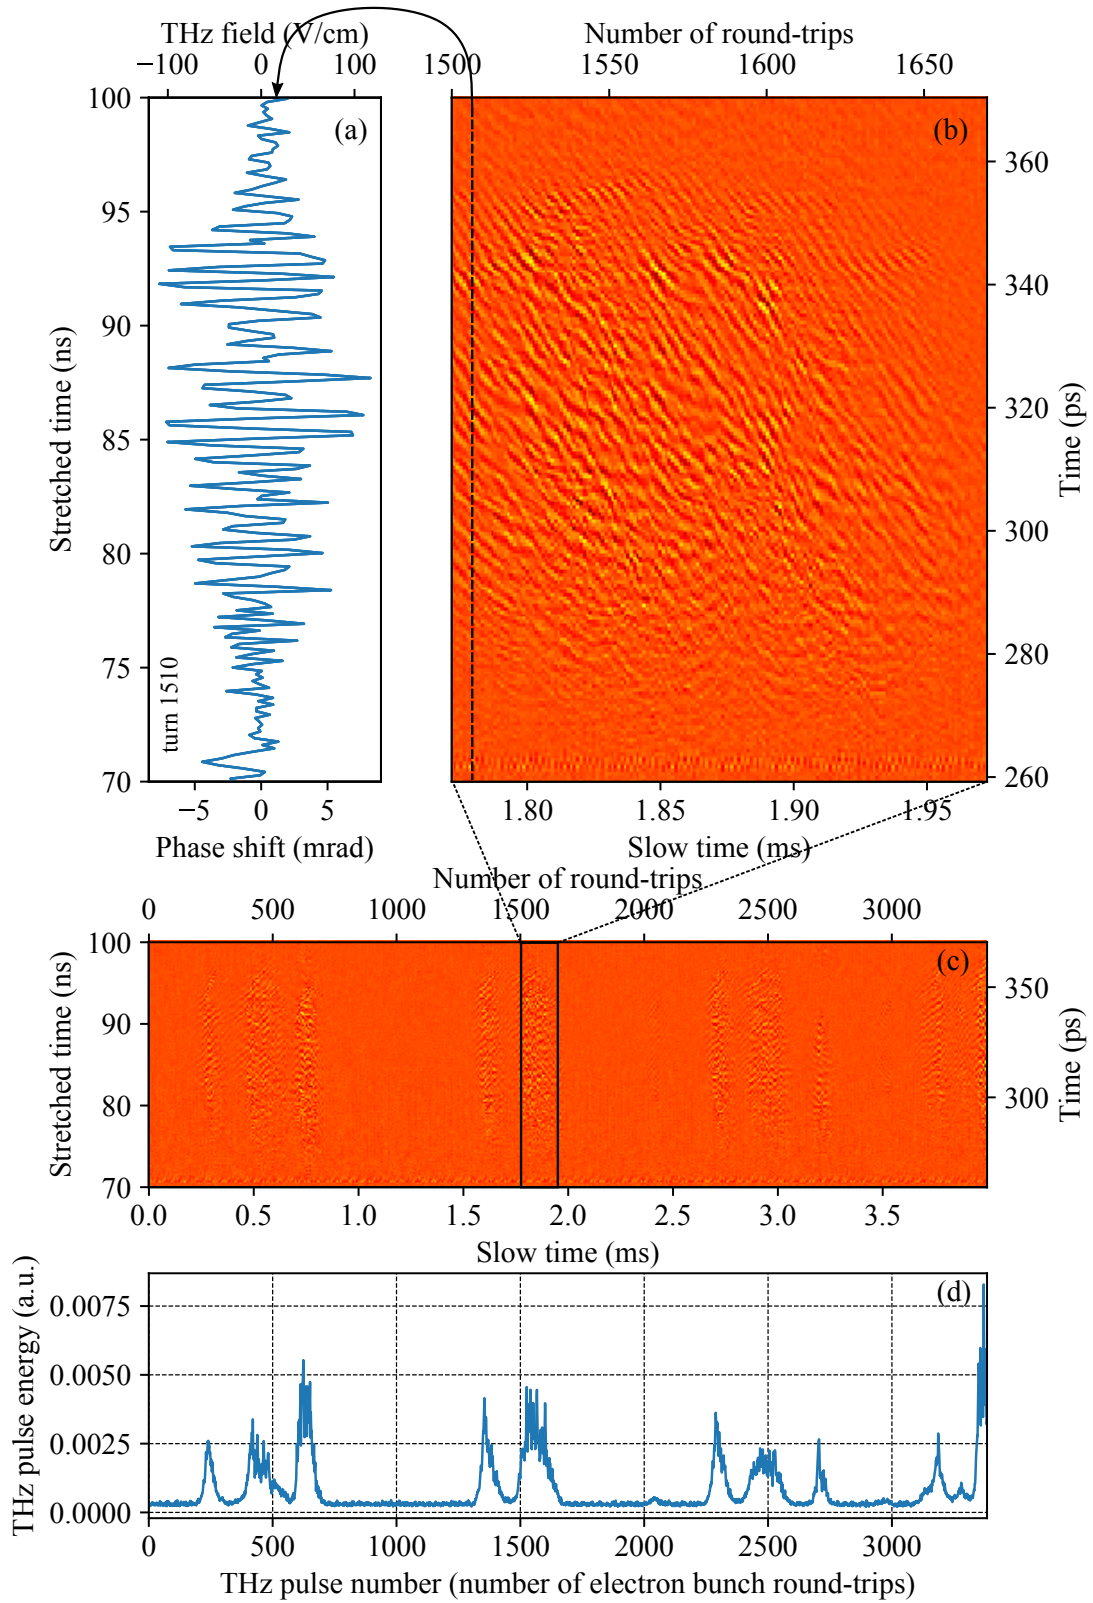 THz field (V/cm)
−100 0 100
Number of round-trips
1500 1550 1600 1650
100
95
90
85
80
75
70
Stretched time (ns)
(a)
turn 1510
−5 0 5
Phase shift (mrad)
(b)
360
340
320
300
280
260
Time (ps)
1.80 1.85 1.90 1.95
Slow time (ms)
Number of round-trips
0 500 1000 1500 2000 2500 3000
100
90
80
70
Stretched time (ns)
(c)
350
300
Time (ps)
0.0 0.5 1.0 1.5 2.0 2.5 3.0 3.5
Slow time (ms)
THz pulse energy (a.u.)
0.0075
0.0050
0.0025
0.0000
(d)
0 500 1000 1500 2000 2500 3000
THz pulse number (number of electron bunch round-trips)